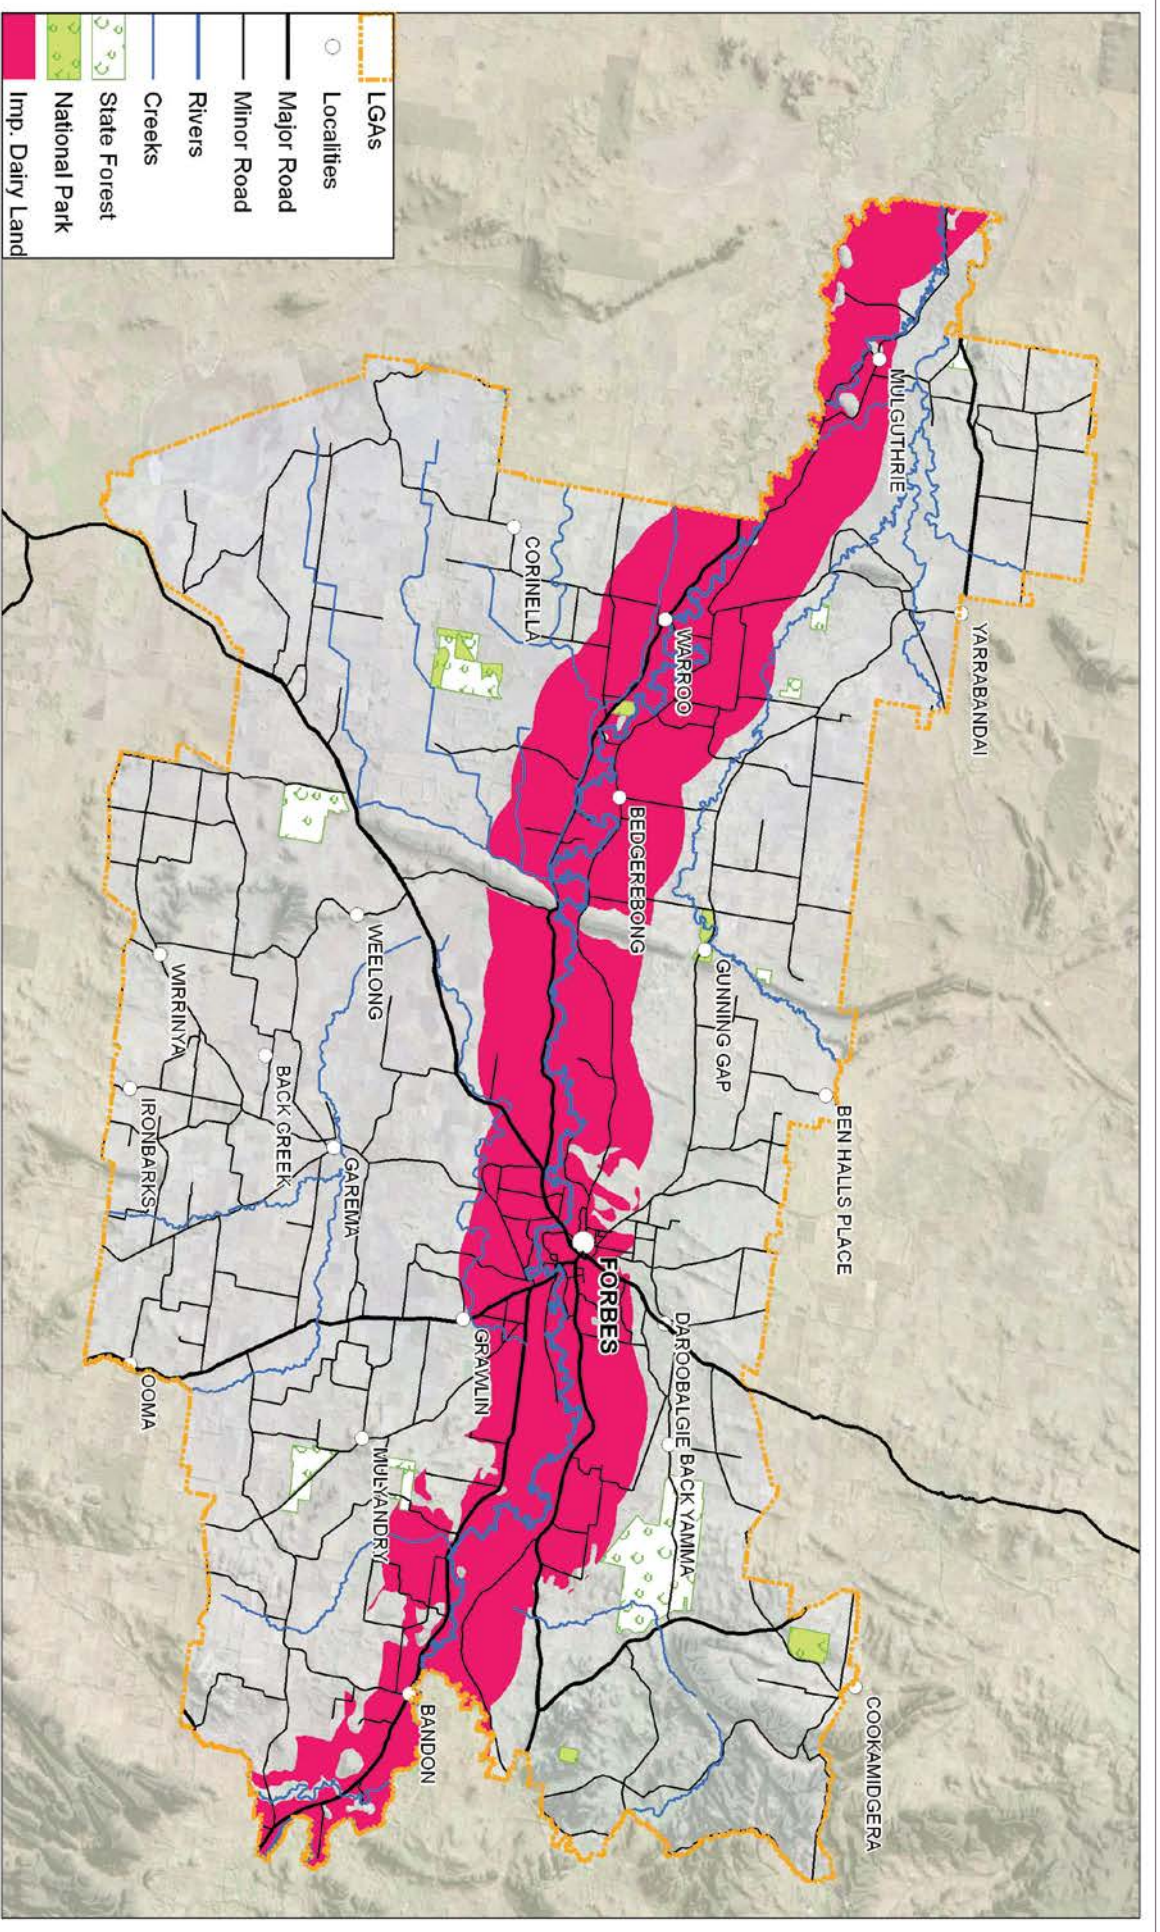 YARRABANDAI
COOKAMIDGERA
BEN HALLS PLACE
MULGUTHRIE
GUNNING GAP
DAROOBALGIE
BACK YAMMA
WARROO
BEDGEREBONG
FORBES
CORINELLA
GRAWLIN
BANDON
WEELONG
GAREMA
MULYANDRY
BACK CREEK
WIRRINYA
IRONBARKS
OOMA
LGAs
Localities
Major Road
Minor Road
Rivers
Creeks
State Forest
National Park
Imp. Dairy Land